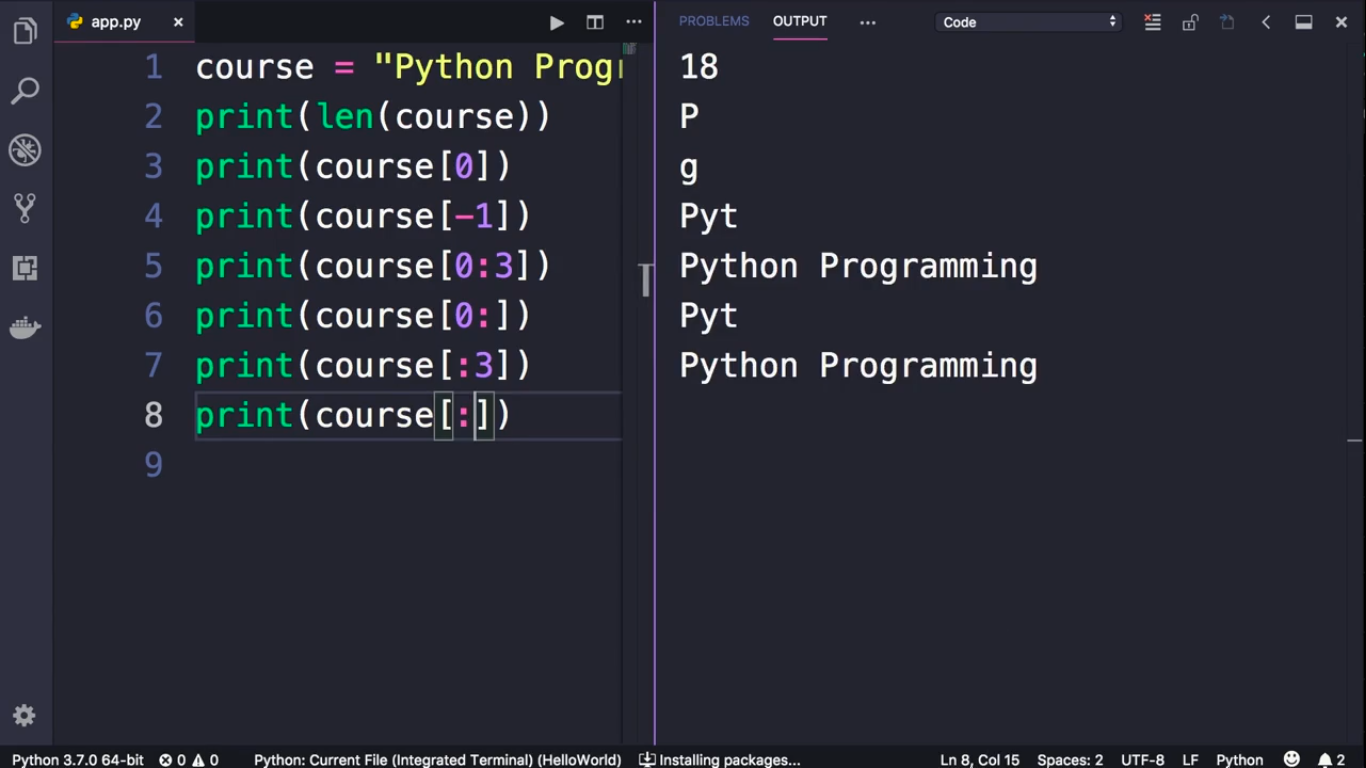 app.py
PROBLEMS OUTPUT
Code
1 course = "Python Progr
2 print(len(course))
3 print(course[0])
4 print(course[-1])
5 print(course[0:3])
6 print(course[0:])
7 print(course[:3])
8 print(course[:])
9
18
P
g
Pyt
Python Programming
Pyt
Python Programming
Python 3.7.0 64-bit 0 0 Python: Current File (Integrated Terminal) (HelloWorld) Installing packages... Ln 8, Col 15 Spaces: 2 UTF-8 LF Python 2